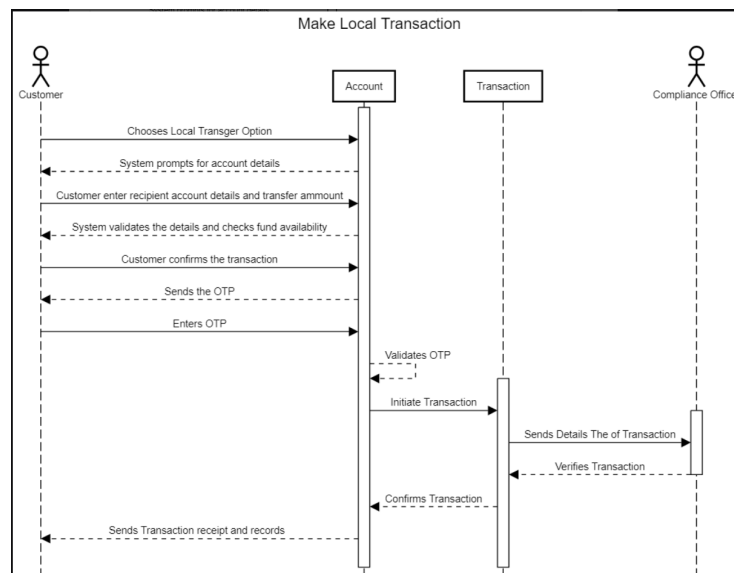 Make Local Transaction
Customer
Account
Transaction
Compliance Office
Chooses Local Transger Option
System prompts for account details
Customer enter recipient account details and transfer ammount
System validates the details and checks fund availability
Customer confirms the transaction
Sends the OTP
Enters OTP
Validates OTP
Initiate Transaction
Sends Details The of Transaction
Verifies Transaction
Confirms Transaction
Sends Transaction receipt and records